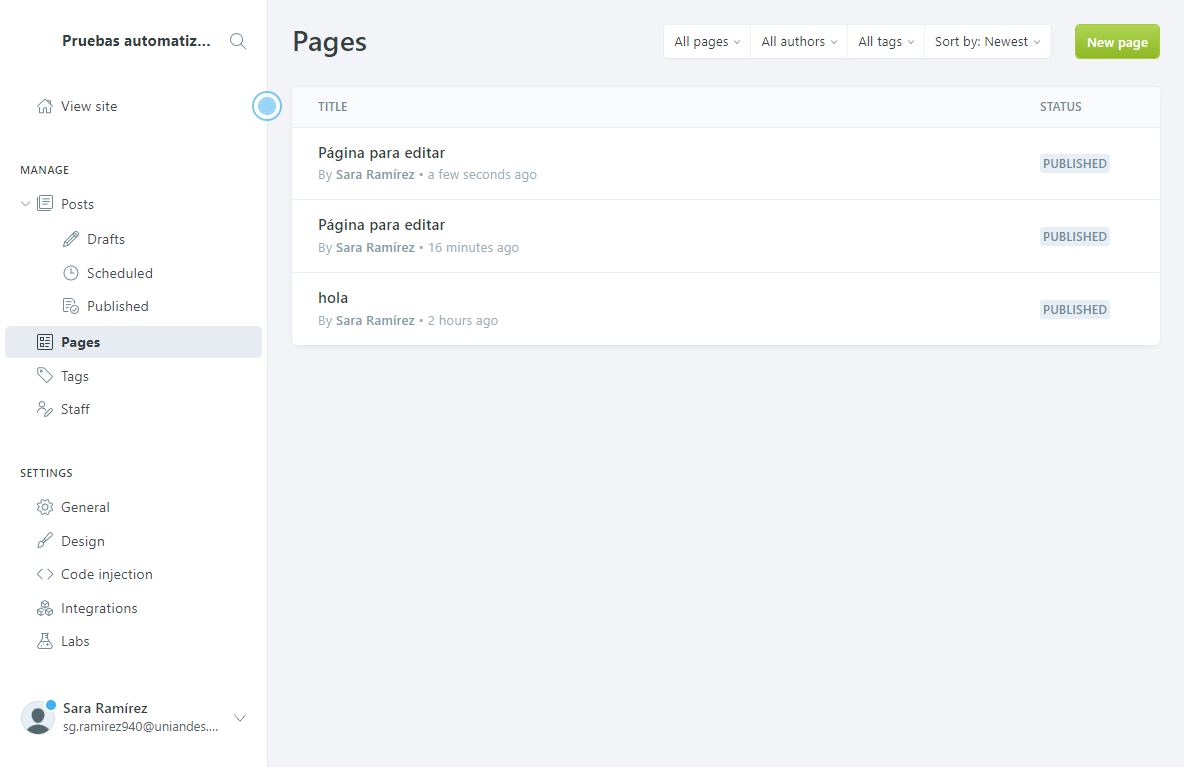 Pruebas automatiz...
View site
MANAGE
Posts
Drafts
Scheduled
Published
Pages
Tags
Staff
SETTINGS
General
Design
Code injection
Integrations
Labs
Sara Ramírez
sg.ramirez940@uniandes....
Pages
All pages
All authors
All tags
Sort by: Newest
New page
TITLE STATUS
Página para editar
By Sara Ramírez • a few seconds ago
PUBLISHED
Página para editar
By Sara Ramírez • 16 minutes ago
PUBLISHED
hola
By Sara Ramírez • 2 hours ago
PUBLISHED